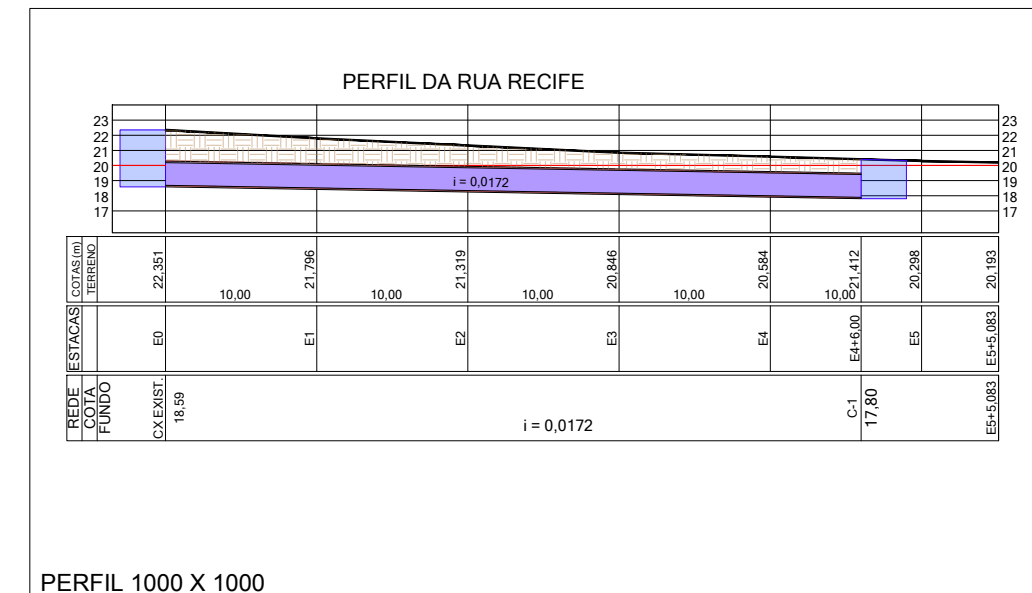 PERFIL DA RUA RECIFE
23 23
22 22
21 21
20 20
19 19
18 18
17 17
i = 0,0172
COTAS (m)
TERRENO
22,351 21,796 21,319 20,846 20,584 21,412 20,298 20,193
10,00 10,00 10,00 10,00 10,00
ESTACAS
E0 E1 E2 E3 E4 E4+6,00 E5 E5+5,083
REDE
COTA
FUNDO
CX EXIST.
18,59
i = 0,0172
C-1
17,80
E5+5,083
PERFIL 1000 X 1000